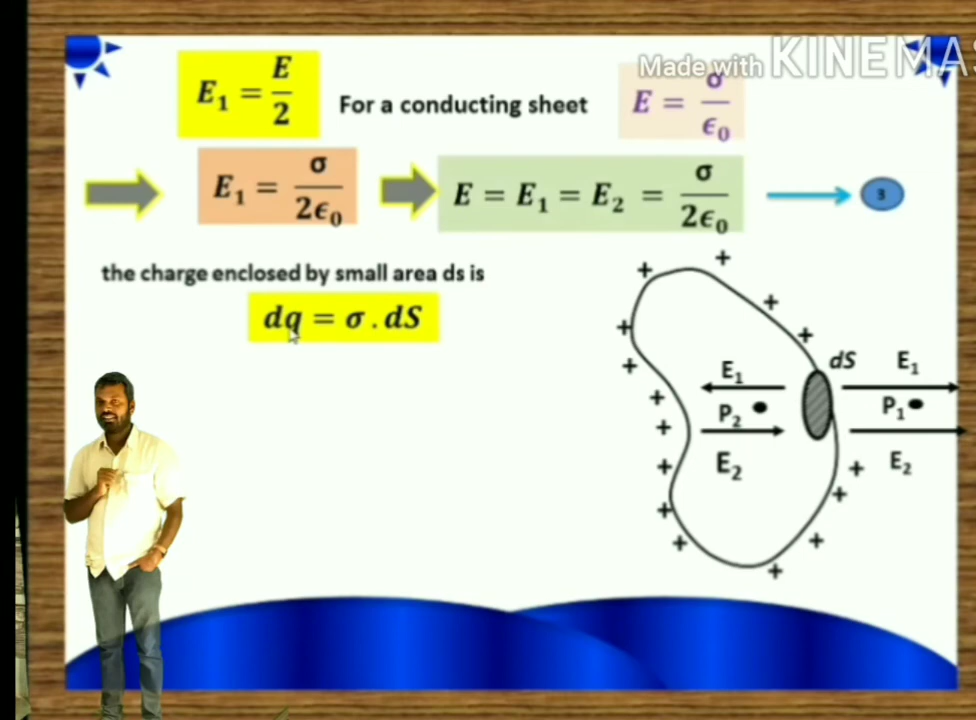 Made with KINEMAS
E₁ = E/2 For a conducting sheet E = σ/ϵ₀
E₁ = σ/2ϵ₀ E = E₁ = E₂ = σ/2ϵ₀ 3
the charge enclosed by small area ds is
dq = σ . dS
dS E₁
E₁
P₂ P₁
E₂ E₂